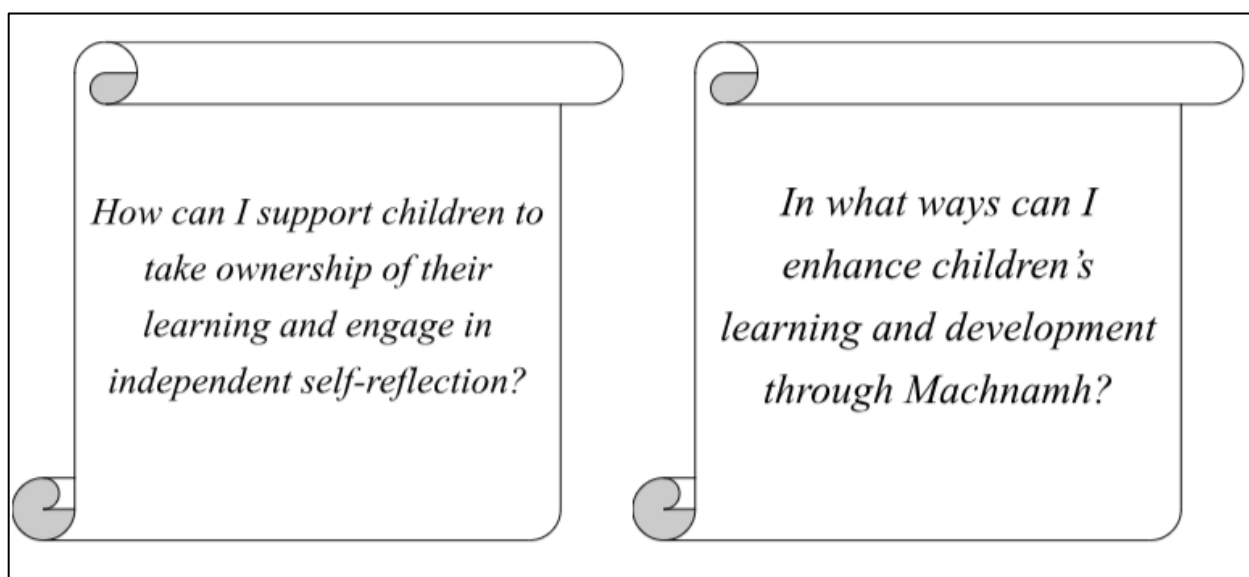 How can I support children to
take ownership of their
learning and engage in
independent self-reflection?
In what ways can I
enhance children’s
learning and development
through Machnamh?